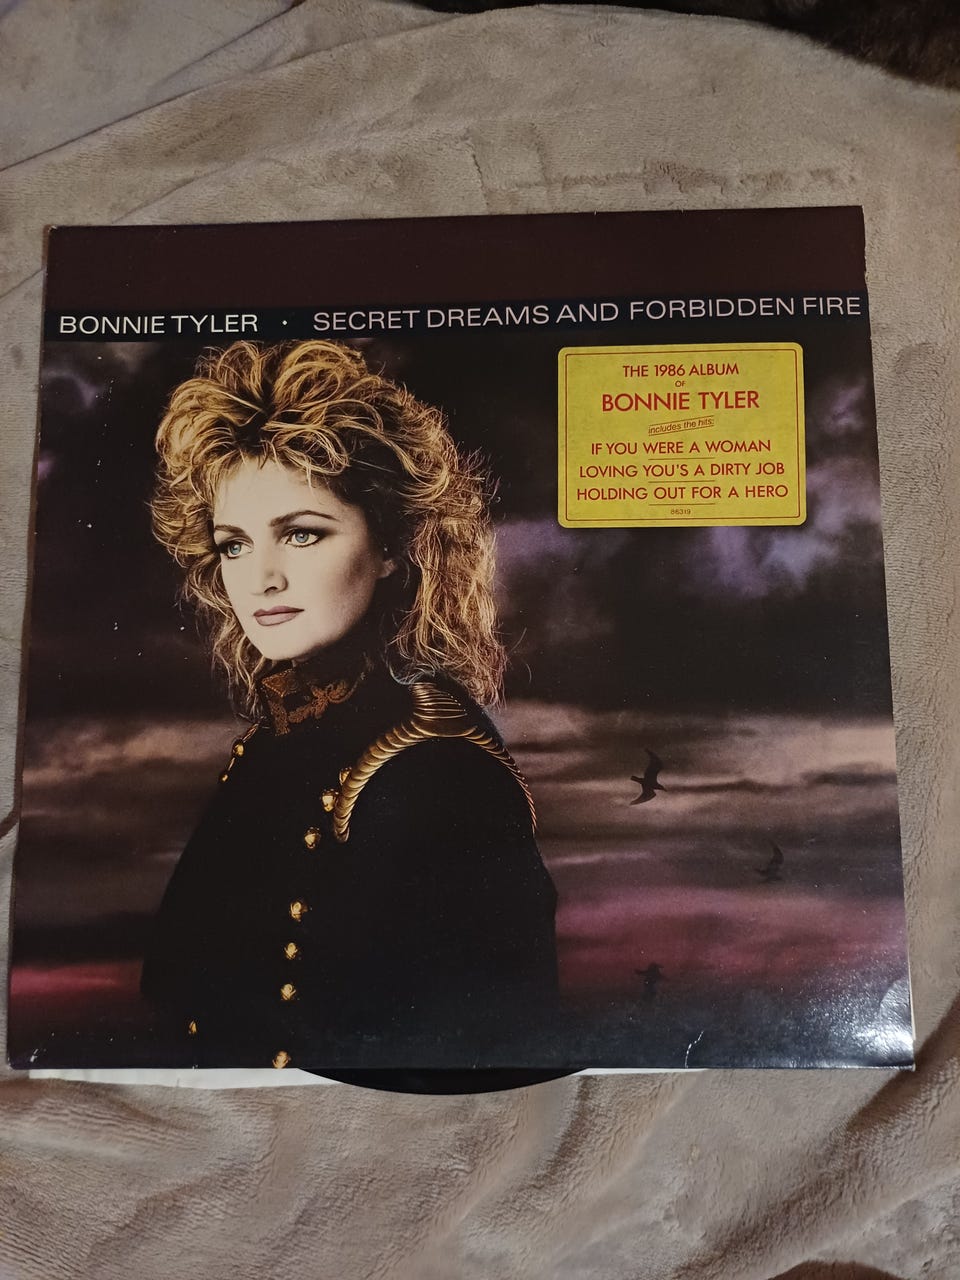 BONNIE TYLER · SECRET DREAMS AND FORBIDDEN FIRE
THE 1986 ALBUM
OF
BONNIE TYLER
includes the hits:
IF YOU WERE A WOMAN
LOVING YOU'S A DIRTY JOB
HOLDING OUT FOR A HERO
86319